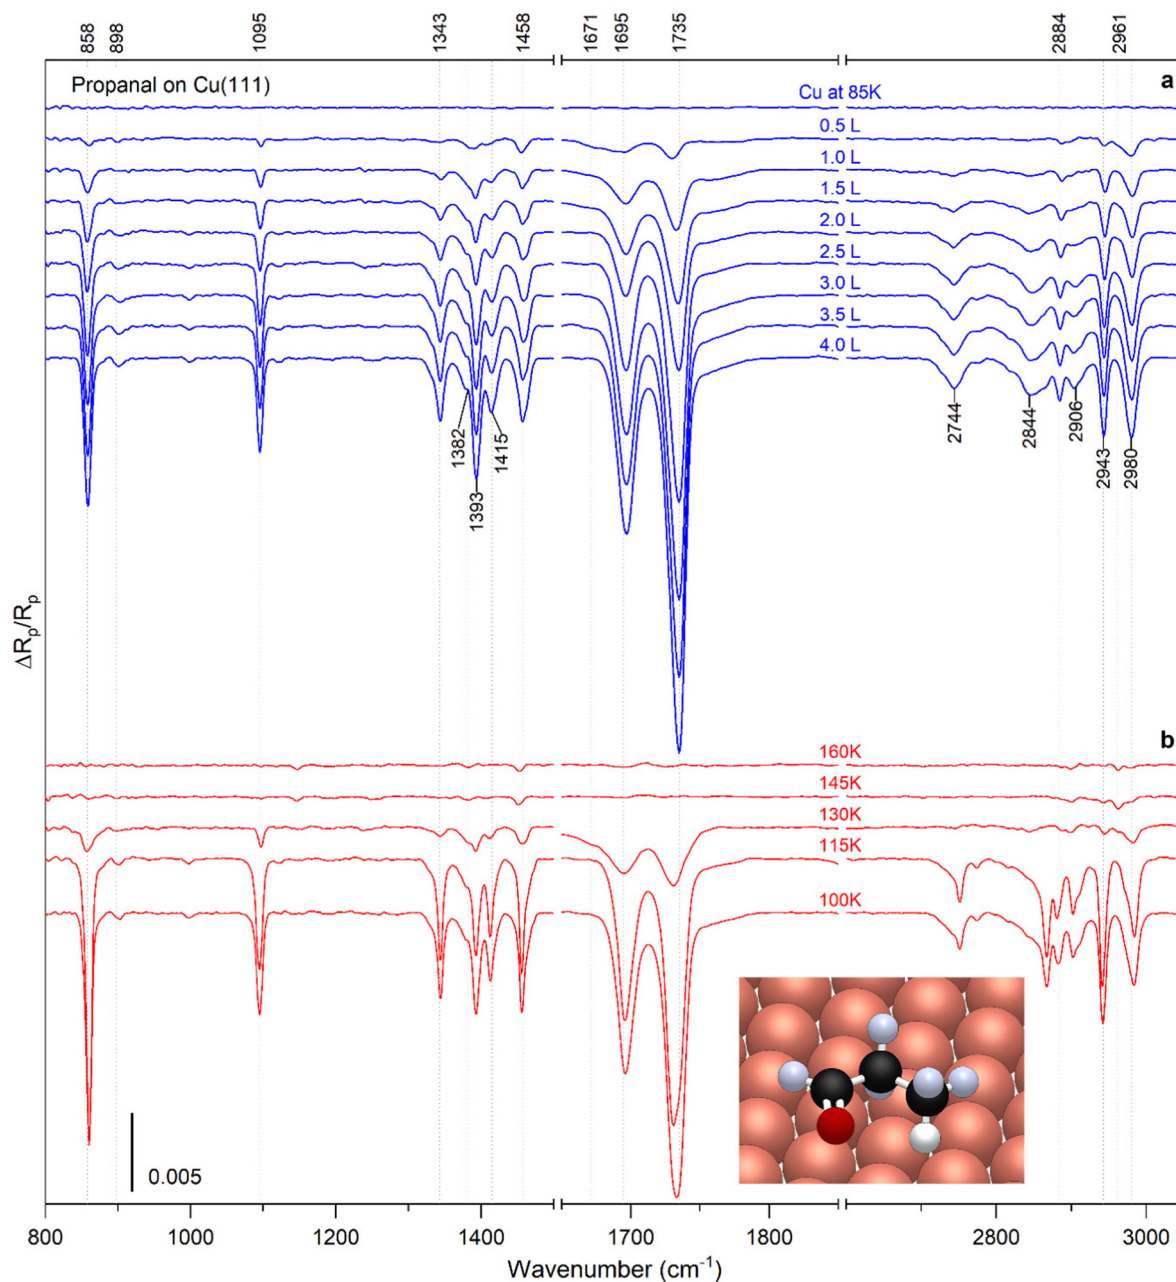 858 898 1095 1343 1458 1671 1695 1735 2884 2961
Propanal on Cu(111)
a
Cu at 85K
0.5 L
1.0 L
1.5 L
2.0 L
2.5 L
3.0 L
3.5 L
4.0 L
1382 1393 1415 2744 2844 2906 2943 2980
ΔRp/Rp
b
160K
145K
130K
115K
100K
0.005
800 1000 1200 1400 1700 1800 2800 3000
Wavenumber (cm⁻¹)